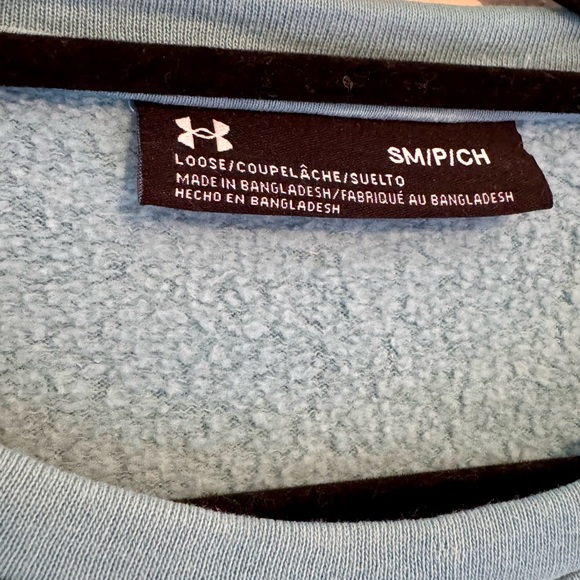 SM/P/CH
LOOSE/COUPELÂCHE/SUELTO
MADE IN BANGLADESH/FABRIQUÉ AU BANGLADESH
HECHO EN BANGLADESH